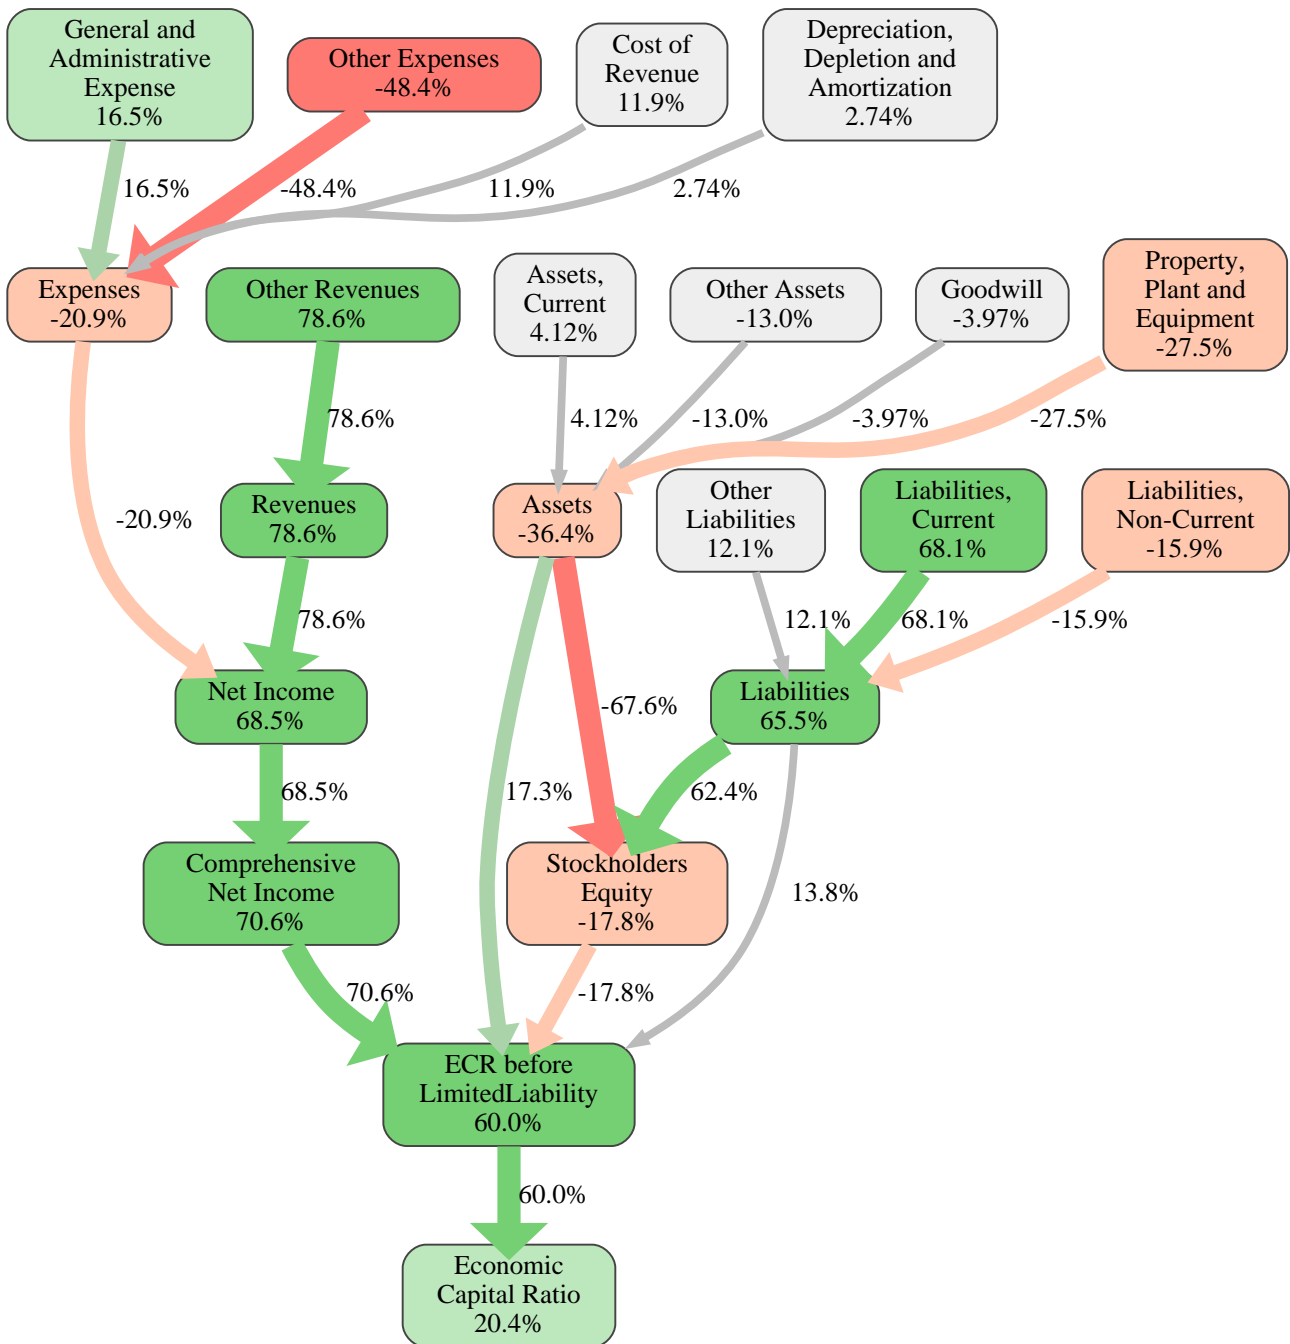 General and
Administrative
Expense
16.5%
Other Expenses
-48.4%
Cost of
Revenue
11.9%
Depreciation,
Depletion and
Amortization
2.74%
16.5%
-48.4%
11.9%
2.74%
Expenses
-20.9%
Other Revenues
78.6%
Assets,
Current
4.12%
Other Assets
-13.0%
Goodwill
-3.97%
Property,
Plant and
Equipment
-27.5%
78.6%
4.12%
-13.0%
-3.97%
-27.5%
-20.9%
Revenues
78.6%
Assets
-36.4%
Other
Liabilities
12.1%
Liabilities,
Current
68.1%
Liabilities,
Non-Current
-15.9%
78.6%
12.1%
68.1%
-15.9%
Net Income
68.5%
-67.6%
Liabilities
65.5%
68.5%
17.3%
62.4%
Comprehensive
Net Income
70.6%
Stockholders
Equity
-17.8%
13.8%
70.6%
-17.8%
ECR before
LimitedLiability
60.0%
60.0%
Economic
Capital Ratio
20.4%